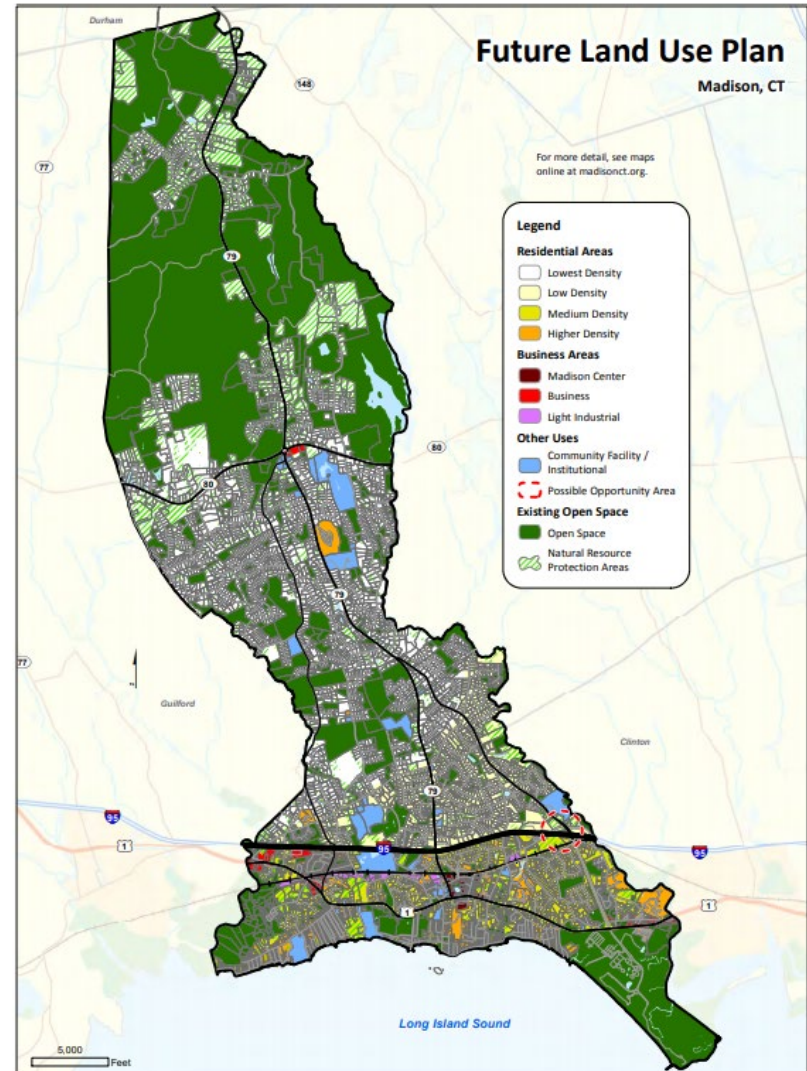 Durham
Future Land Use Plan
Madison, CT
148
77
For more detail, see maps
online at madisonct.org.
Legend
Residential Areas
Lowest Density
Low Density
Medium Density
Higher Density
Business Areas
Madison Center
Business
Light Industrial
Other Uses
Community Facility /
Institutional
Possible Opportunity Area
Existing Open Space
Open Space
Natural Resource
Protection Areas
79
80
80
79
77
Guilford
Clinton
79
95
1
95
95
1
1
Long Island Sound
5,000
Feet